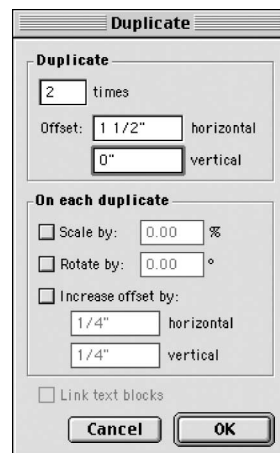 Duplicate
Duplicate
2 times
Offset: 1 1/2" horizontal
0" vertical
On each duplicate
Scale by: 0.00 %
Rotate by: 0.00 °
Increase offset by:
1/4" horizontal
1/4" vertical
Link text blocks
Cancel OK